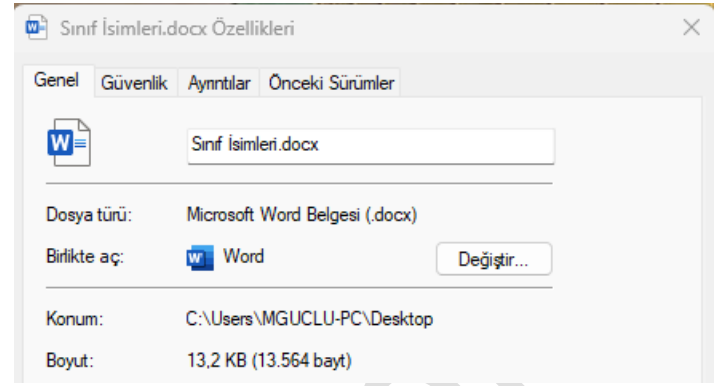 Sınıf İsimleri.docx Özellikleri
Genel Güvenlik Ayrıntılar Önceki Sürümler
Sınıf İsimleri.docx
Dosya türü: Microsoft Word Belgesi (.docx)
Birlikte aç: Word Değiştir...
Konum: C:\Users\MGUCLU-PC\Desktop
Boyut: 13,2 KB (13.564 bayt)